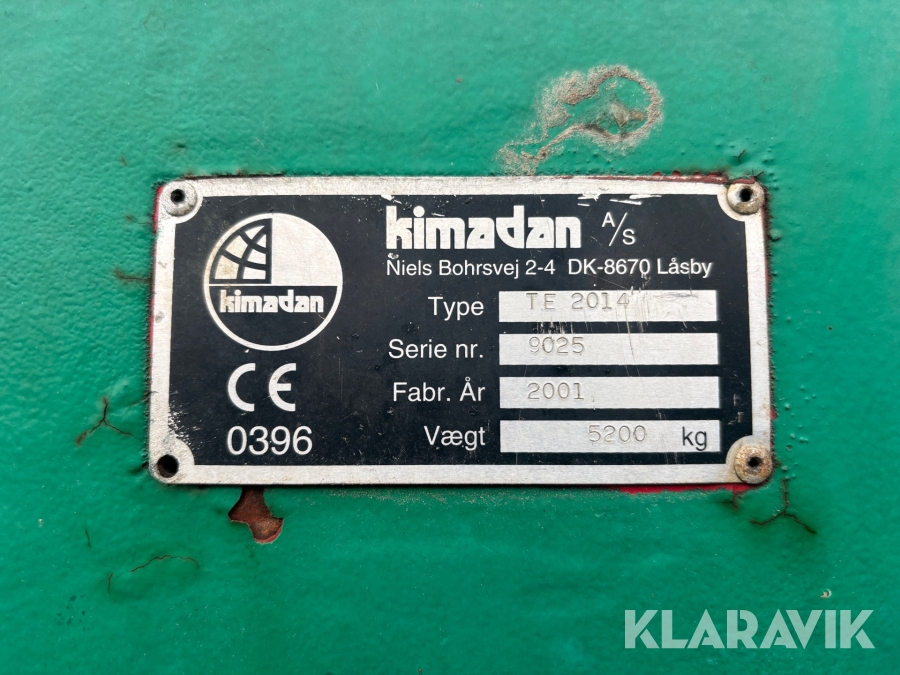 kimadan A/S
Niels Bohrsvej 2-4 DK-8670 Låsby
kimadan
Type TE 2014
Serie nr. 9025
Fabr. År 2001
Vægt 5200 kg
CE
0396
KLARAVIK